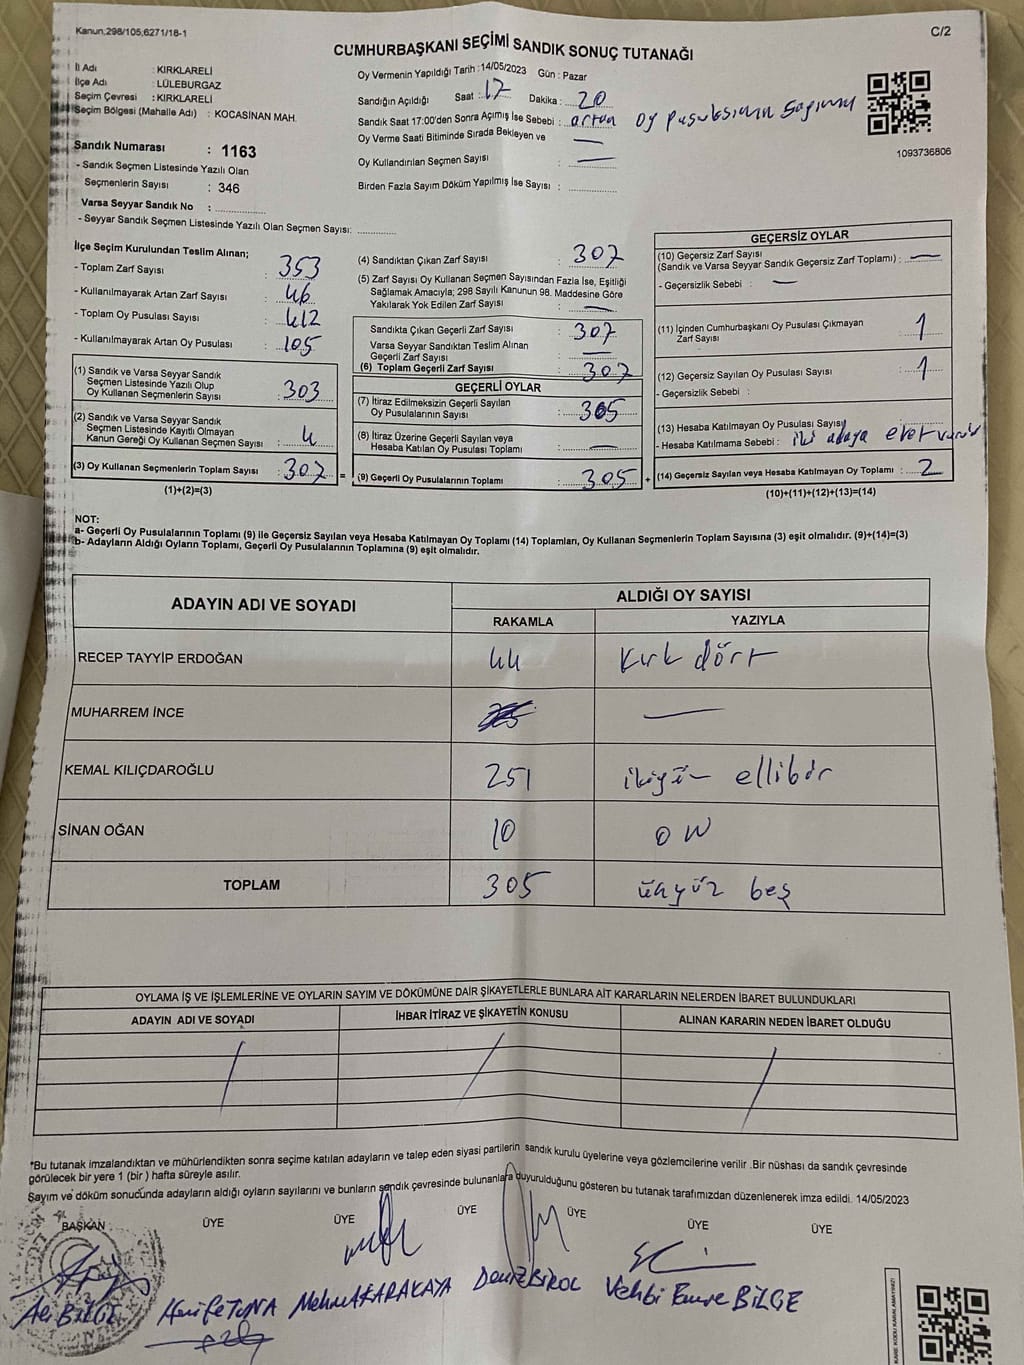 Kanun,298/105,6271/18-1
C/2
CUMHURBAŞKANI SEÇİMİ SANDIK SONUÇ TUTANAĞI
İl Adı : KIRKLARELİ
İlçe Adı : LÜLEBURGAZ
Seçim Çevresi : KIRKLARELİ
Seçim Bölgesi (Mahalle Adı) : KOCASİNAN MAH.
Sandık Numarası : 1163
- Sandık Seçmen Listesinde Yazılı Olan
Seçmenlerin Sayısı : 346
Varsa Seyyar Sandık No :
- Seyyar Sandık Seçmen Listesinde Yazılı Olan Seçmen Sayısı:
Oy Vermenin Yapıldığı Tarih :14/05/2023 Gün : Pazar
Sandığın Açıldığı Saat : 17 Dakika : 20
Sandık Saat 17:00'den Sonra Açımış İse Sebebi : artan oy pusulasının sayımı
Oy Verme Saati Bitiminde Sırada Bekleyen ve —
Oy Kullandırılan Seçmen Sayısı —
Birden Fazla Sayım Döküm Yapılmış İse Sayısı :
1093736806
İlçe Seçim Kurulundan Teslim Alınan;
- Toplam Zarf Sayısı : 353
- Kullanılmayarak Artan Zarf Sayısı : 46
- Toplam Oy Pusulası Sayısı : 412
- Kullanılmayarak Artan Oy Pusulası : 105
(1) Sandık ve Varsa Seyyar Sandık
Seçmen Listesinde Yazılı Olup
Oy Kullanan Seçmenlerin Sayısı : 303
(2) Sandık ve Varsa Seyyar Sandık
Seçmen Listesinde Kayıtlı Olmayan
Kanun Gereği Oy Kullanan Seçmen Sayısı : 4
(3) Oy Kullanan Seçmenlerin Toplam Sayısı : 307 =
(1)+(2)=(3)
(4) Sandıktan Çıkan Zarf Sayısı : 307
(5) Zarf Sayısı Oy Kullanan Seçmen Sayısından Fazla İse, Eşitliği
Sağlamak Amacıyla; 298 Sayılı Kanunun 98. Maddesine Göre
Yakılarak Yok Edilen Zarf Sayısı : —
Sandıkta Çıkan Geçerli Zarf Sayısı : 307
Varsa Seyyar Sandıktan Teslim Alınan
Geçerli Zarf Sayısı : —
(6) Toplam Geçerli Zarf Sayısı : 307
GEÇERLİ OYLAR
(7) İtiraz Edilmeksizin Geçerli Sayılan
Oy Pusulalarının Sayısı : 305
(8) İtiraz Üzerine Geçerli Sayılan veya
Hesaba Katılan Oy Pusulası Toplamı : —
(9) Geçerli Oy Pusulalarının Toplamı : 305 +
GEÇERSİZ OYLAR
(10) Geçersiz Zarf Sayısı
(Sandık ve Varsa Seyyar Sandık Geçersiz Zarf Toplamı) : —
- Geçersizlik Sebebi : —
(11) İçinden Cumhurbaşkanı Oy Pusulası Çıkmayan
Zarf Sayısı : 1
(12) Geçersiz Sayılan Oy Pusulası Sayısı : 1
- Geçersizlik Sebebi :
(13) Hesaba Katılmayan Oy Pusulası Sayısı
- Hesaba Katılmama Sebebi : iki adaya evet vurulu
(14) Geçersiz Sayılan veya Hesaba Katılmayan Oy Toplamı : 2
(10)+(11)+(12)+(13)=(14)
NOT:
a- Geçerli Oy Pusulalarının Toplamı (9) ile Geçersiz Sayılan veya Hesaba Katılmayan Oy Toplamı (14) Toplamları, Oy Kullanan Seçmenlerin Toplam Sayısına (3) eşit olmalıdır. (9)+(14)=(3)
b- Adayların Aldığı Oyların Toplamı, Geçerli Oy Pusulalarının Toplamına (9) eşit olmalıdır.
ADAYIN ADI VE SOYADI ALDIĞI OY SAYISI
RAKAMLA YAZIYLA
RECEP TAYYİP ERDOĞAN 44 Kırk dört
MUHARREM İNCE —
KEMAL KILIÇDAROĞLU 251 ikiyüz ellibir
SİNAN OĞAN 10 on
TOPLAM 305 üçyüz beş
OYLAMA İŞ VE İŞLEMLERİNE VE OYLARIN SAYIM VE DÖKÜMÜNE DAİR ŞİKAYETLERLE BUNLARA AİT KARARLARIN NELERDEN İBARET BULUNDUKLARI
ADAYIN ADI VE SOYADI İHBAR İTİRAZ VE ŞİKAYETİN KONUSU ALINAN KARARIN NEDEN İBARET OLDUĞU
/ / /
*Bu tutanak imzalandıktan ve mühürlendikten sonra seçime katılan adayların ve talep eden siyasi partilerin sandık kurulu üyelerine veya gözlemcilerine verilir .Bir nüshası da sandık çevresinde
görülecek bir yere 1 (bir ) hafta süreyle asılır.
Sayım ve döküm sonucunda adayların aldığı oyların sayılarını ve bunların sandık çevresinde bulunanlara duyurulduğunu gösteren bu tutanak tarafımızdan düzenlenerek imza edildi. 14/05/2023
BAŞKAN ÜYE ÜYE ÜYE ÜYE ÜYE ÜYE
Ali BİLGE Hanife TUNA Mehmet KARAKAYA Deniz BİROL Vehbi Emre BİLGE